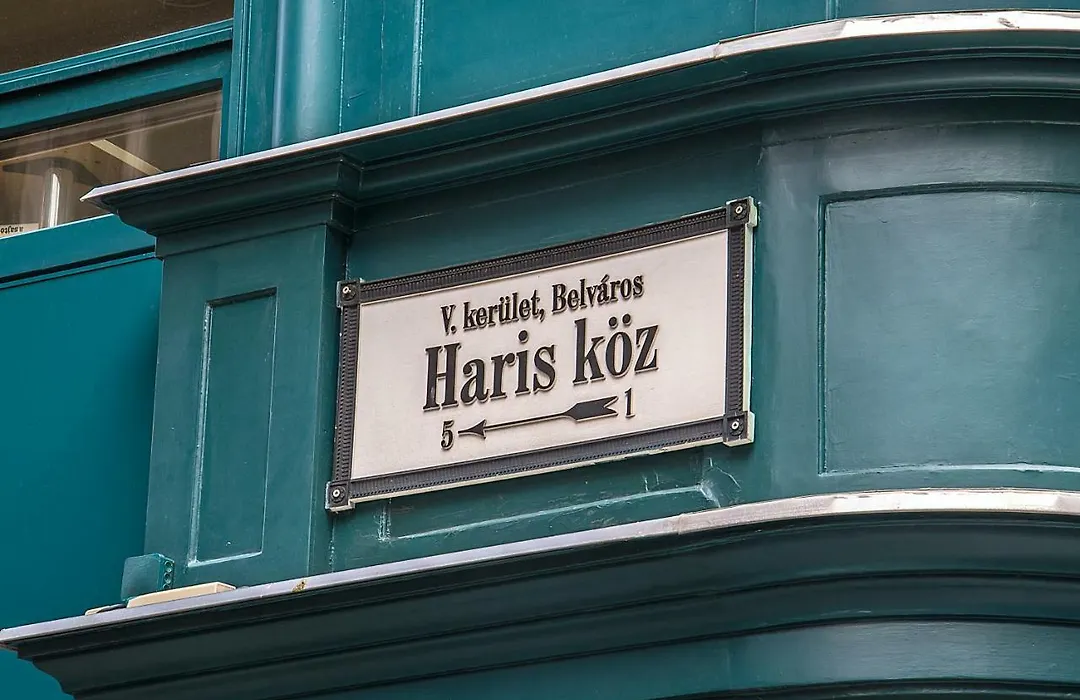 V. kerület, Belváros
Haris köz
5 1